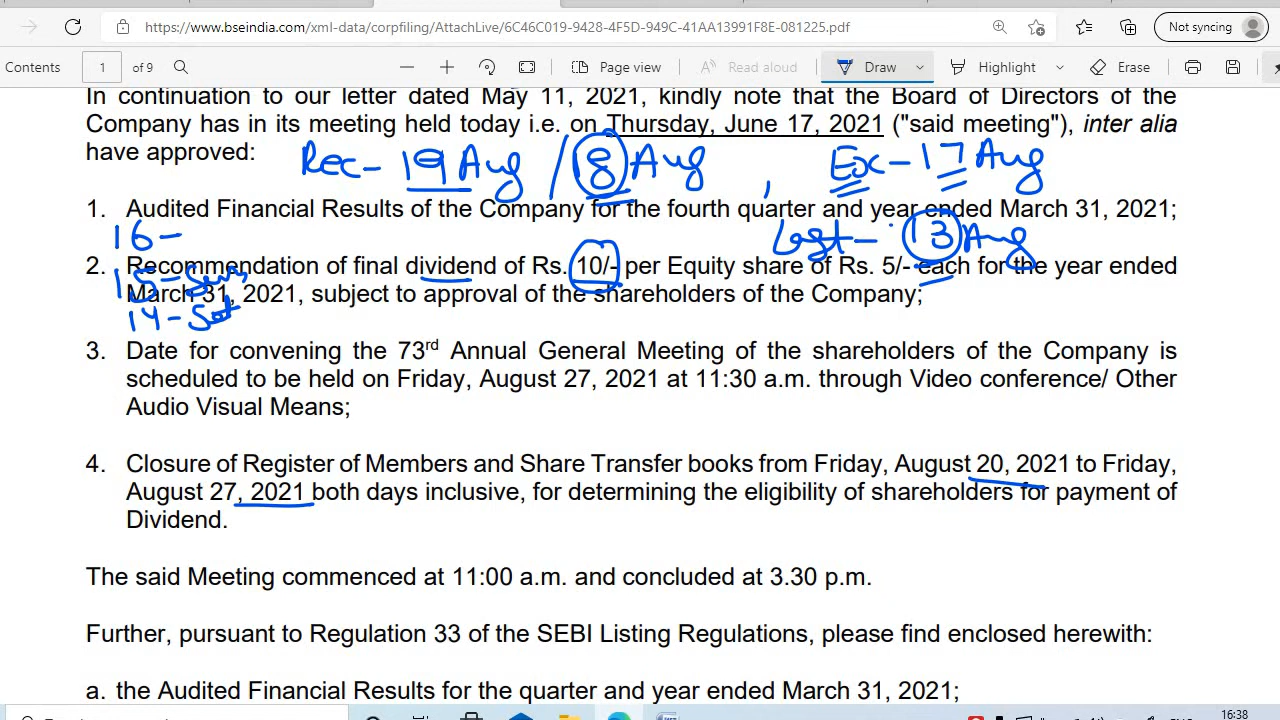 https://www.bseindia.com/xml-data/corpfiling/AttachLive/6C46C019-9428-4F5D-949C-41AA13991F8E-081225.pdf
Not syncing
Contents 1 of 9 Page view Read aloud Draw Highlight Erase
In continuation to our letter dated May 11, 2021, kindly note that the Board of Directors of the
Company has in its meeting held today i.e. on Thursday, June 17, 2021 ("said meeting"), inter alia
have approved:
Rec- 19 Aug / 18 Aug , Ex - 17 Aug
1. Audited Financial Results of the Company for the fourth quarter and year ended March 31, 2021;
16 -
Last - 13 Aug
2. Recommendation of final dividend of Rs. 10/- per Equity share of Rs. 5/- each for the year ended
15 - Sun
March 31, 2021, subject to approval of the shareholders of the Company;
14 - Sat
3. Date for convening the 73rd Annual General Meeting of the shareholders of the Company is
scheduled to be held on Friday, August 27, 2021 at 11:30 a.m. through Video conference/ Other
Audio Visual Means;
4. Closure of Register of Members and Share Transfer books from Friday, August 20, 2021 to Friday,
August 27, 2021 both days inclusive, for determining the eligibility of shareholders for payment of
Dividend.
The said Meeting commenced at 11:00 a.m. and concluded at 3.30 p.m.
Further, pursuant to Regulation 33 of the SEBI Listing Regulations, please find enclosed herewith:
a. the Audited Financial Results for the quarter and year ended March 31, 2021;
16:38